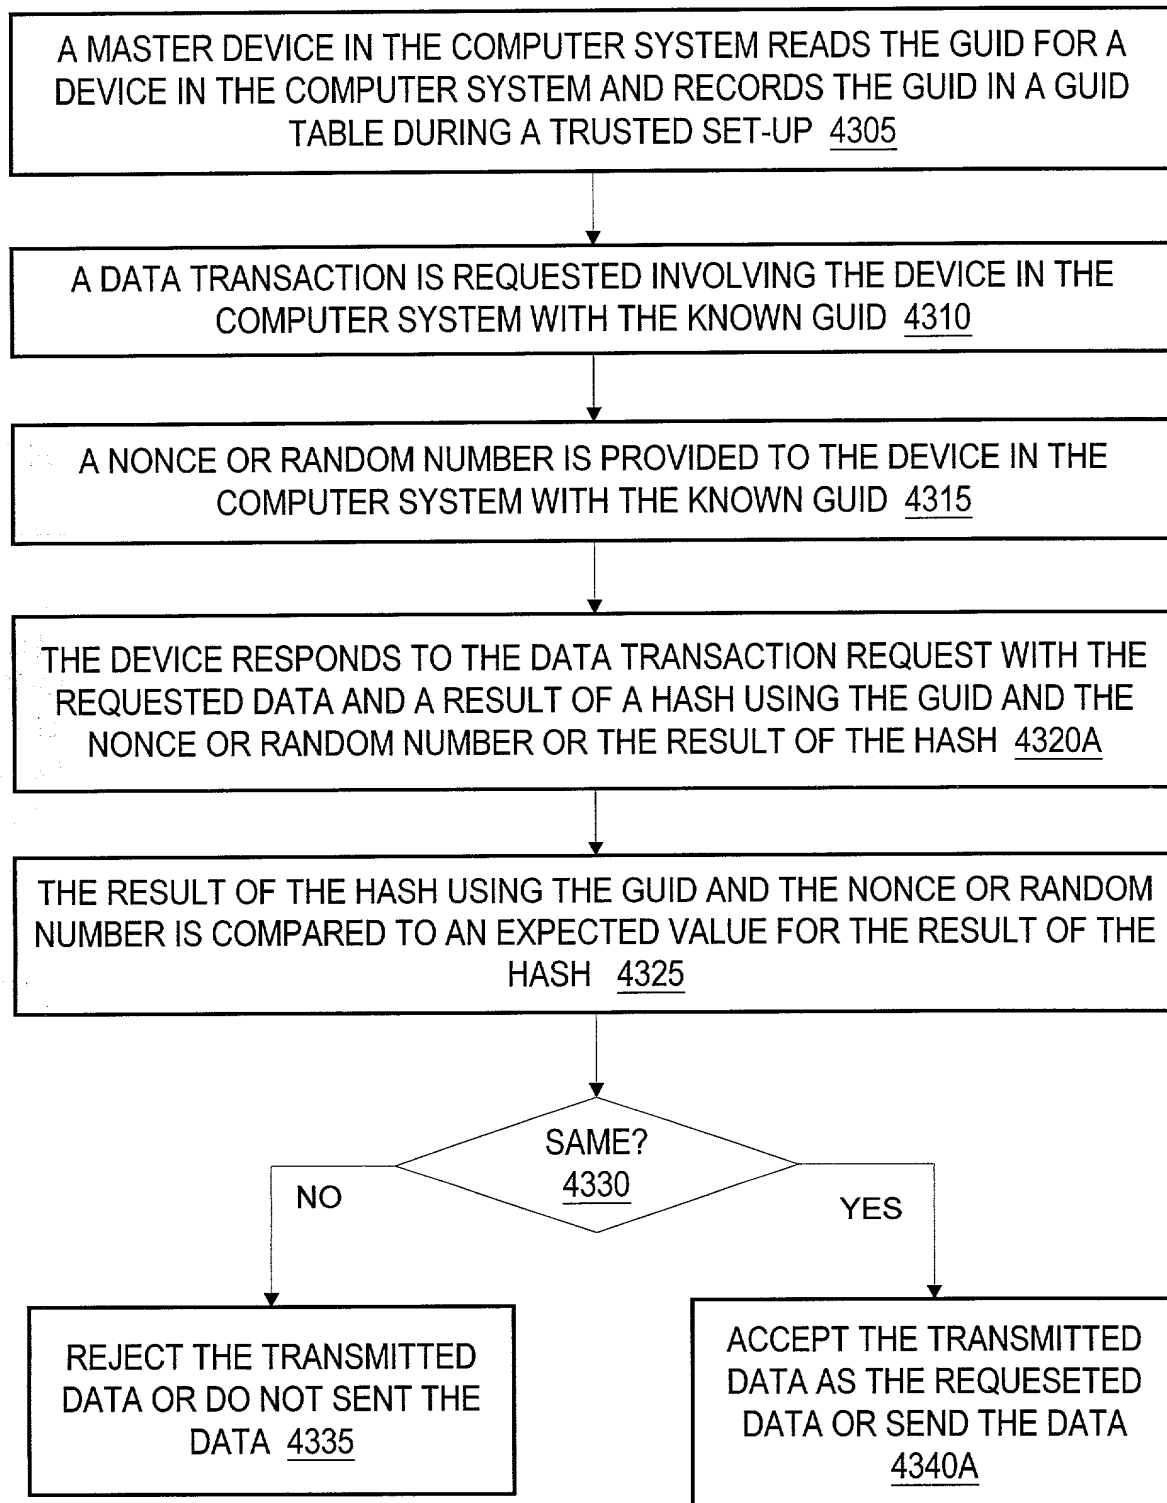 A MASTER DEVICE IN THE COMPUTER SYSTEM READS THE GUID FOR A
DEVICE IN THE COMPUTER SYSTEM AND RECORDS THE GUID IN A GUID
TABLE DURING A TRUSTED SET-UP 4305
A DATA TRANSACTION IS REQUESTED INVOLVING THE DEVICE IN THE
COMPUTER SYSTEM WITH THE KNOWN GUID 4310
A NONCE OR RANDOM NUMBER IS PROVIDED TO THE DEVICE IN THE
COMPUTER SYSTEM WITH THE KNOWN GUID 4315
THE DEVICE RESPONDS TO THE DATA TRANSACTION REQUEST WITH THE
REQUESTED DATA AND A RESULT OF A HASH USING THE GUID AND THE
NONCE OR RANDOM NUMBER OR THE RESULT OF THE HASH 4320A
THE RESULT OF THE HASH USING THE GUID AND THE NONCE OR RANDOM
NUMBER IS COMPARED TO AN EXPECTED VALUE FOR THE RESULT OF THE
HASH 4325
SAME?
4330
NO
YES
REJECT THE TRANSMITTED
DATA OR DO NOT SENT THE
DATA 4335
ACCEPT THE TRANSMITTED
DATA AS THE REQUESETED
DATA OR SEND THE DATA
4340A